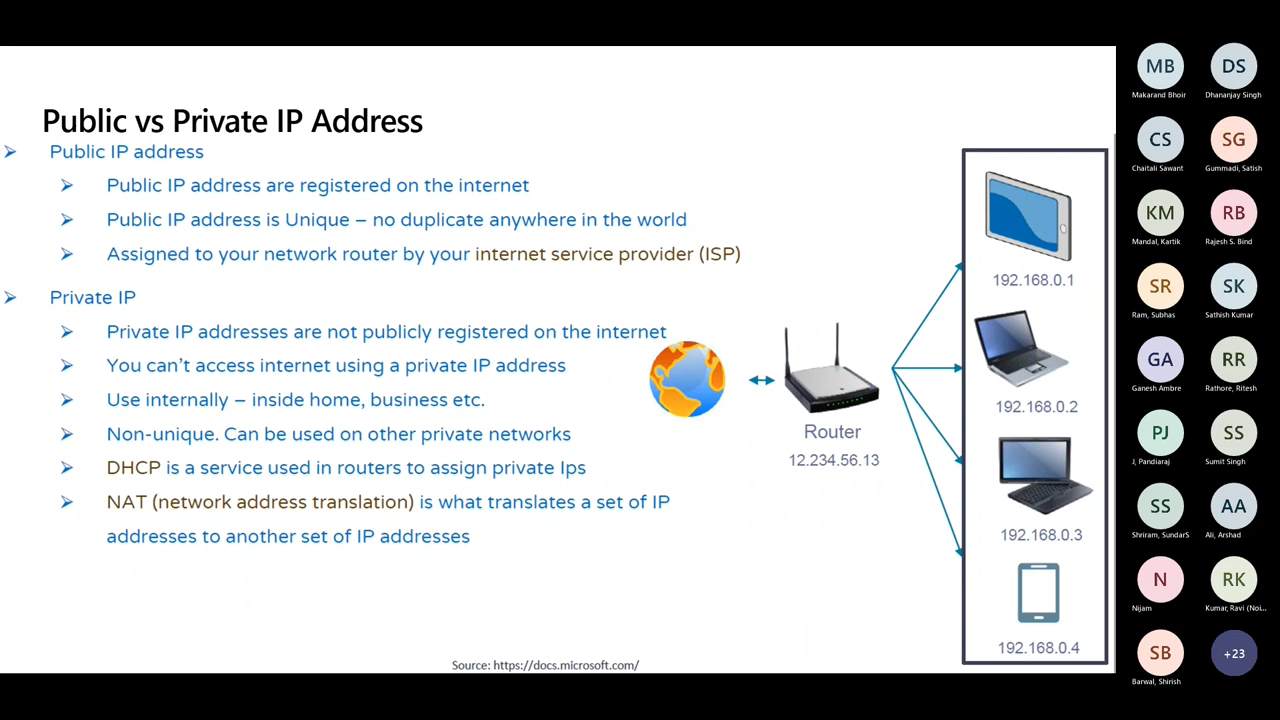 Public vs Private IP Address
Public IP address
Public IP address are registered on the internet
Public IP address is Unique – no duplicate anywhere in the world
Assigned to your network router by your internet service provider (ISP)
Private IP
Private IP addresses are not publicly registered on the internet
You can’t access internet using a private IP address
Use internally – inside home, business etc.
Non-unique. Can be used on other private networks
DHCP is a service used in routers to assign private Ips
NAT (network address translation) is what translates a set of IP
addresses to another set of IP addresses
Router
12.234.56.13
192.168.0.1
192.168.0.2
192.168.0.3
192.168.0.4
Source: https://docs.microsoft.com/
MB
Makarand Bhoir
DS
Dhananjay Singh
CS
Chaitali Sawant
SG
Gummadi, Satish
KM
Mandal, Kartik
RB
Rajesh S. Bind
SR
Ram, Subhas
SK
Sathish Kumar
GA
Ganesh Ambre
RR
Rathore, Ritesh
PJ
J, Pandiaraj
SS
Sumit Singh
SS
Shriram, SundarS
AA
Ali, Arshad
N
Nijam
RK
Kumar, Ravi (Noi...
SB
Barwal, Shirish
+23